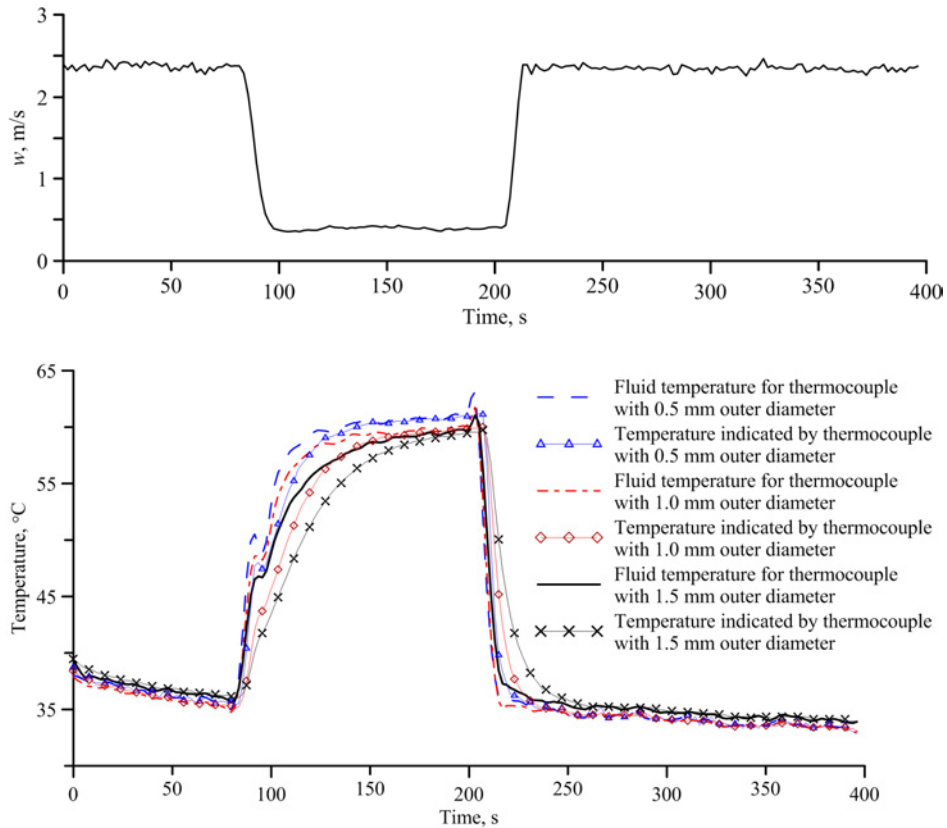 3
2
1
0
w, m/s
0
50
100
150
200
250
300
350
400
Time, s
65
55
45
35
Temperature, °C
Fluid temperature for thermocouple
with 0.5 mm outer diameter
Temperature indicated by thermocouple
with 0.5 mm outer diameter
Fluid temperature for thermocouple
with 1.0 mm outer diameter
Temperature indicated by thermocouple
with 1.0 mm outer diameter
Fluid temperature for thermocouple
with 1.5 mm outer diameter
Temperature indicated by thermocouple
with 1.5 mm outer diameter
0
50
100
150
200
250
300
350
400
Time, s